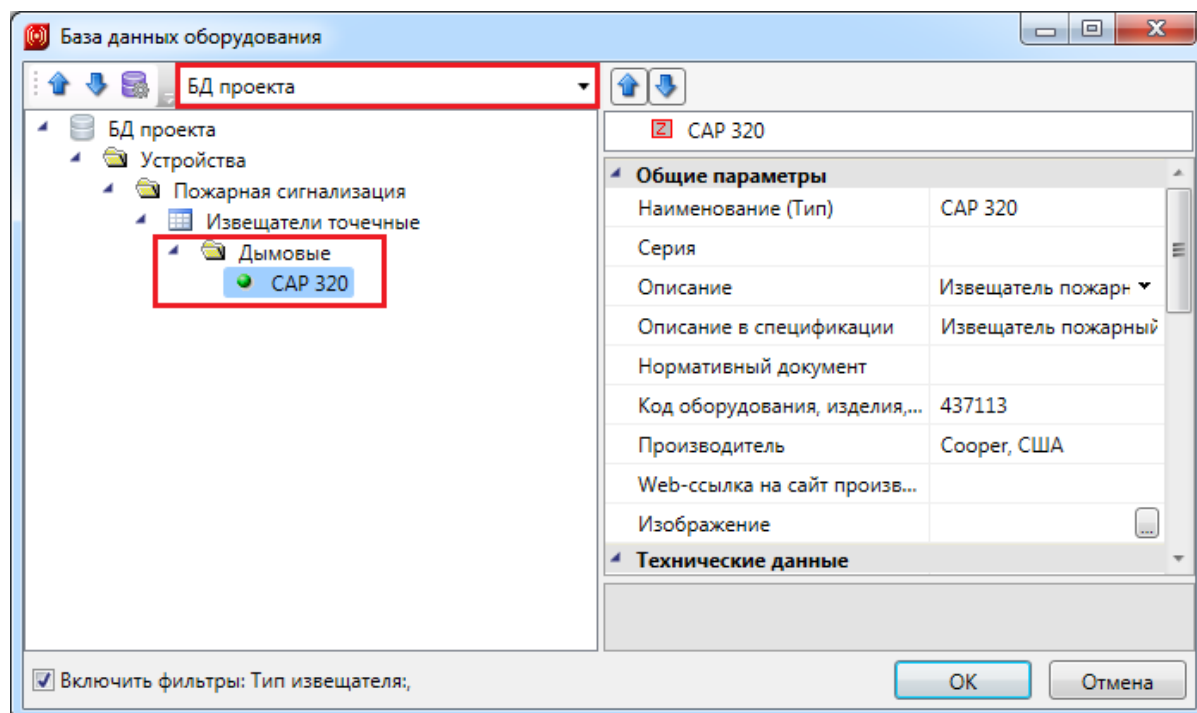 База данных оборудования
БД проекта
БД проекта
Устройства
Пожарная сигнализация
Извещатели точечные
Дымовые
CAP 320
CAP 320
Общие параметры
Наименование (Тип) CAP 320
Серия
Описание Извещатель пожарн
Описание в спецификации Извещатель пожарный
Нормативный документ
Код оборудования, изделия,... 437113
Производитель Cooper, США
Web-ссылка на сайт произв...
Изображение ...
Технические данные
Включить фильтры: Тип извещателя:,
ОК Отмена